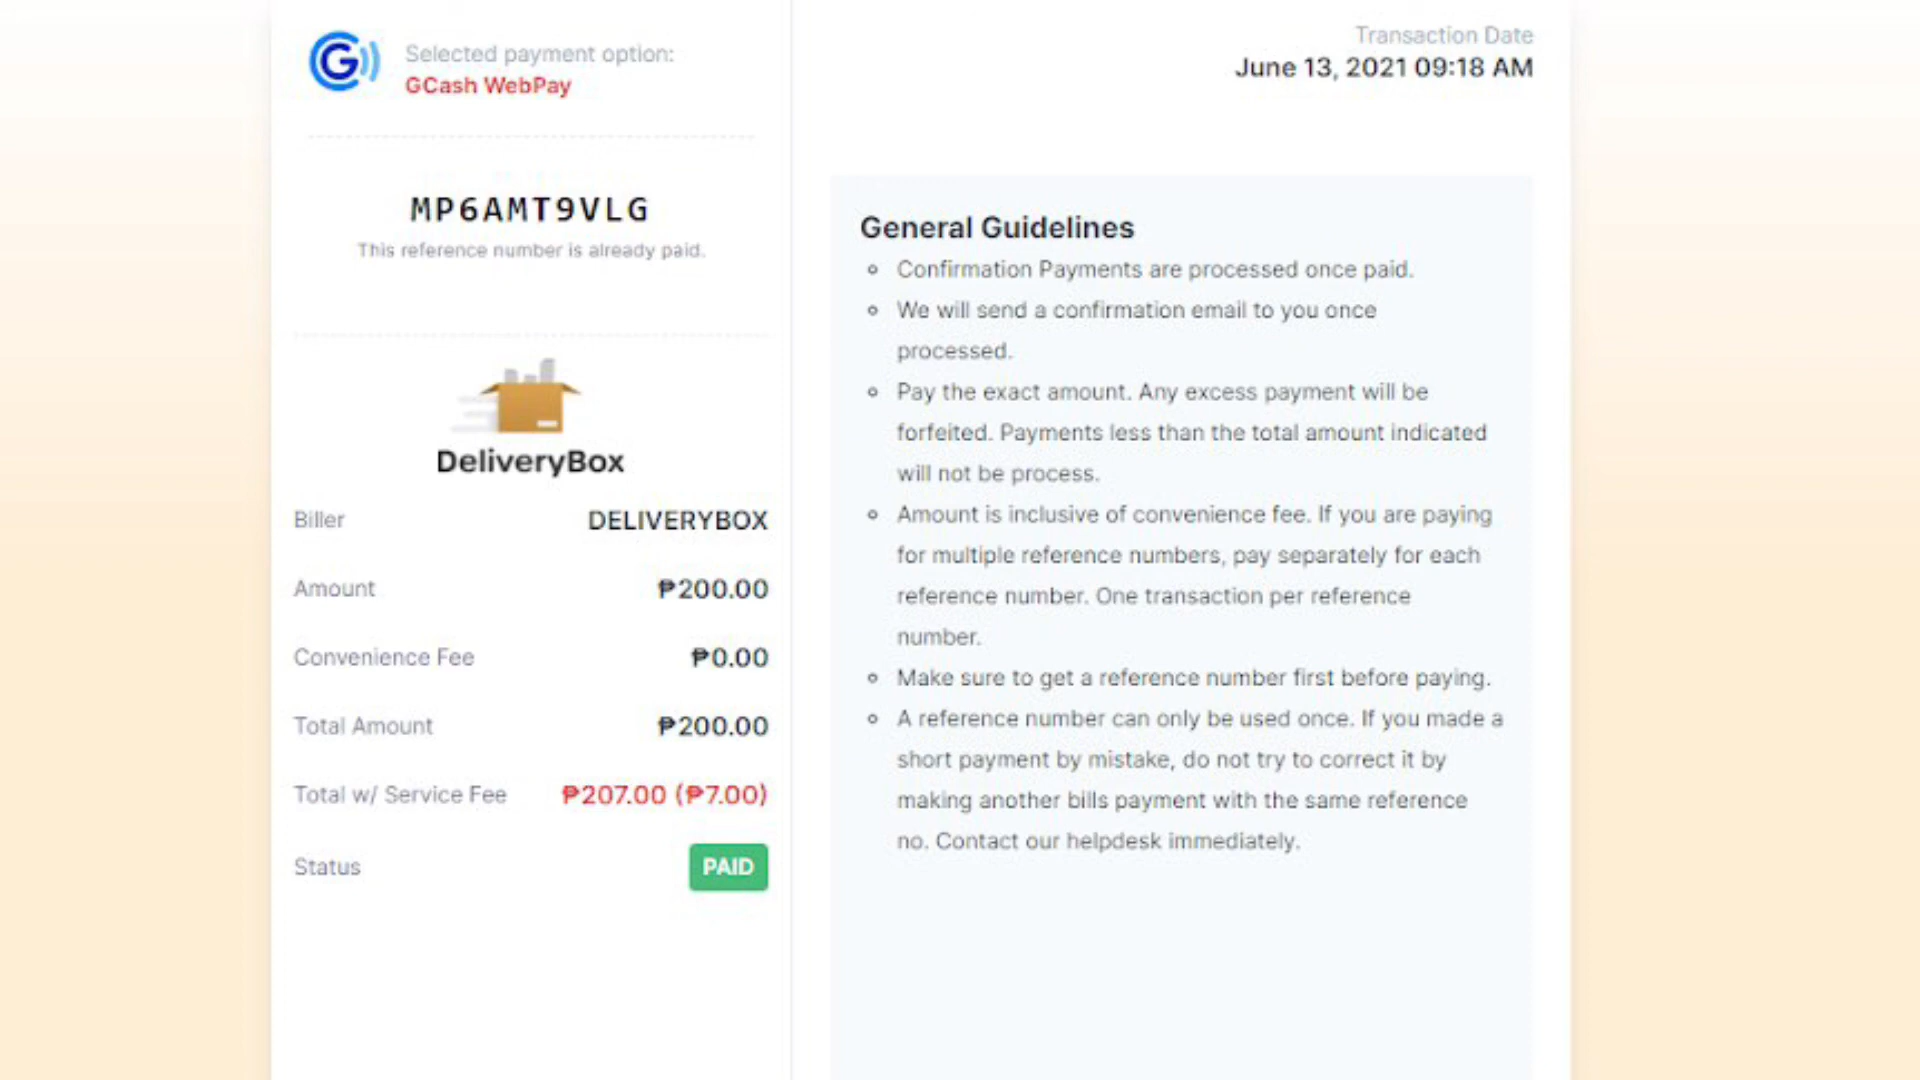 Selected payment option:
GCash WebPay
MP6AMT9VLG
This reference number is already paid.
DeliveryBox
Biller DELIVERYBOX
Amount ₱200.00
Convenience Fee ₱0.00
Total Amount ₱200.00
Total w/ Service Fee ₱207.00 (₱7.00)
Status PAID
Transaction Date
June 13, 2021 09:18 AM
General Guidelines
Confirmation Payments are processed once paid.
We will send a confirmation email to you once
processed.
Pay the exact amount. Any excess payment will be
forfeited. Payments less than the total amount indicated
will not be process.
Amount is inclusive of convenience fee. If you are paying
for multiple reference numbers, pay separately for each
reference number. One transaction per reference
number.
Make sure to get a reference number first before paying.
A reference number can only be used once. If you made a
short payment by mistake, do not try to correct it by
making another bills payment with the same reference
no. Contact our helpdesk immediately.